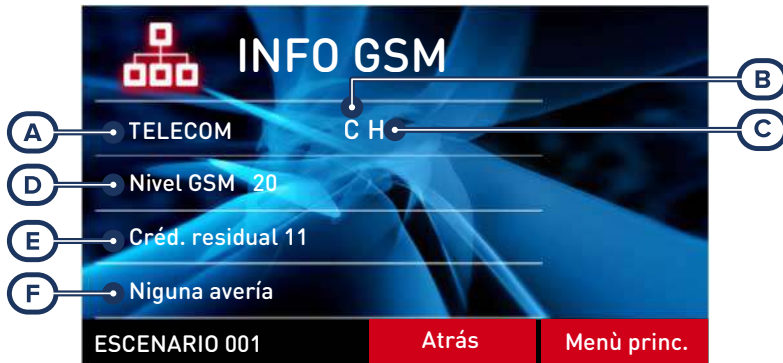 INFO GSM
B
A TELECOM C H C
D Nivel GSM 20
E Créd. residual 11
F Niguna avería
ESCENARIO 001 Atrás Menù princ.